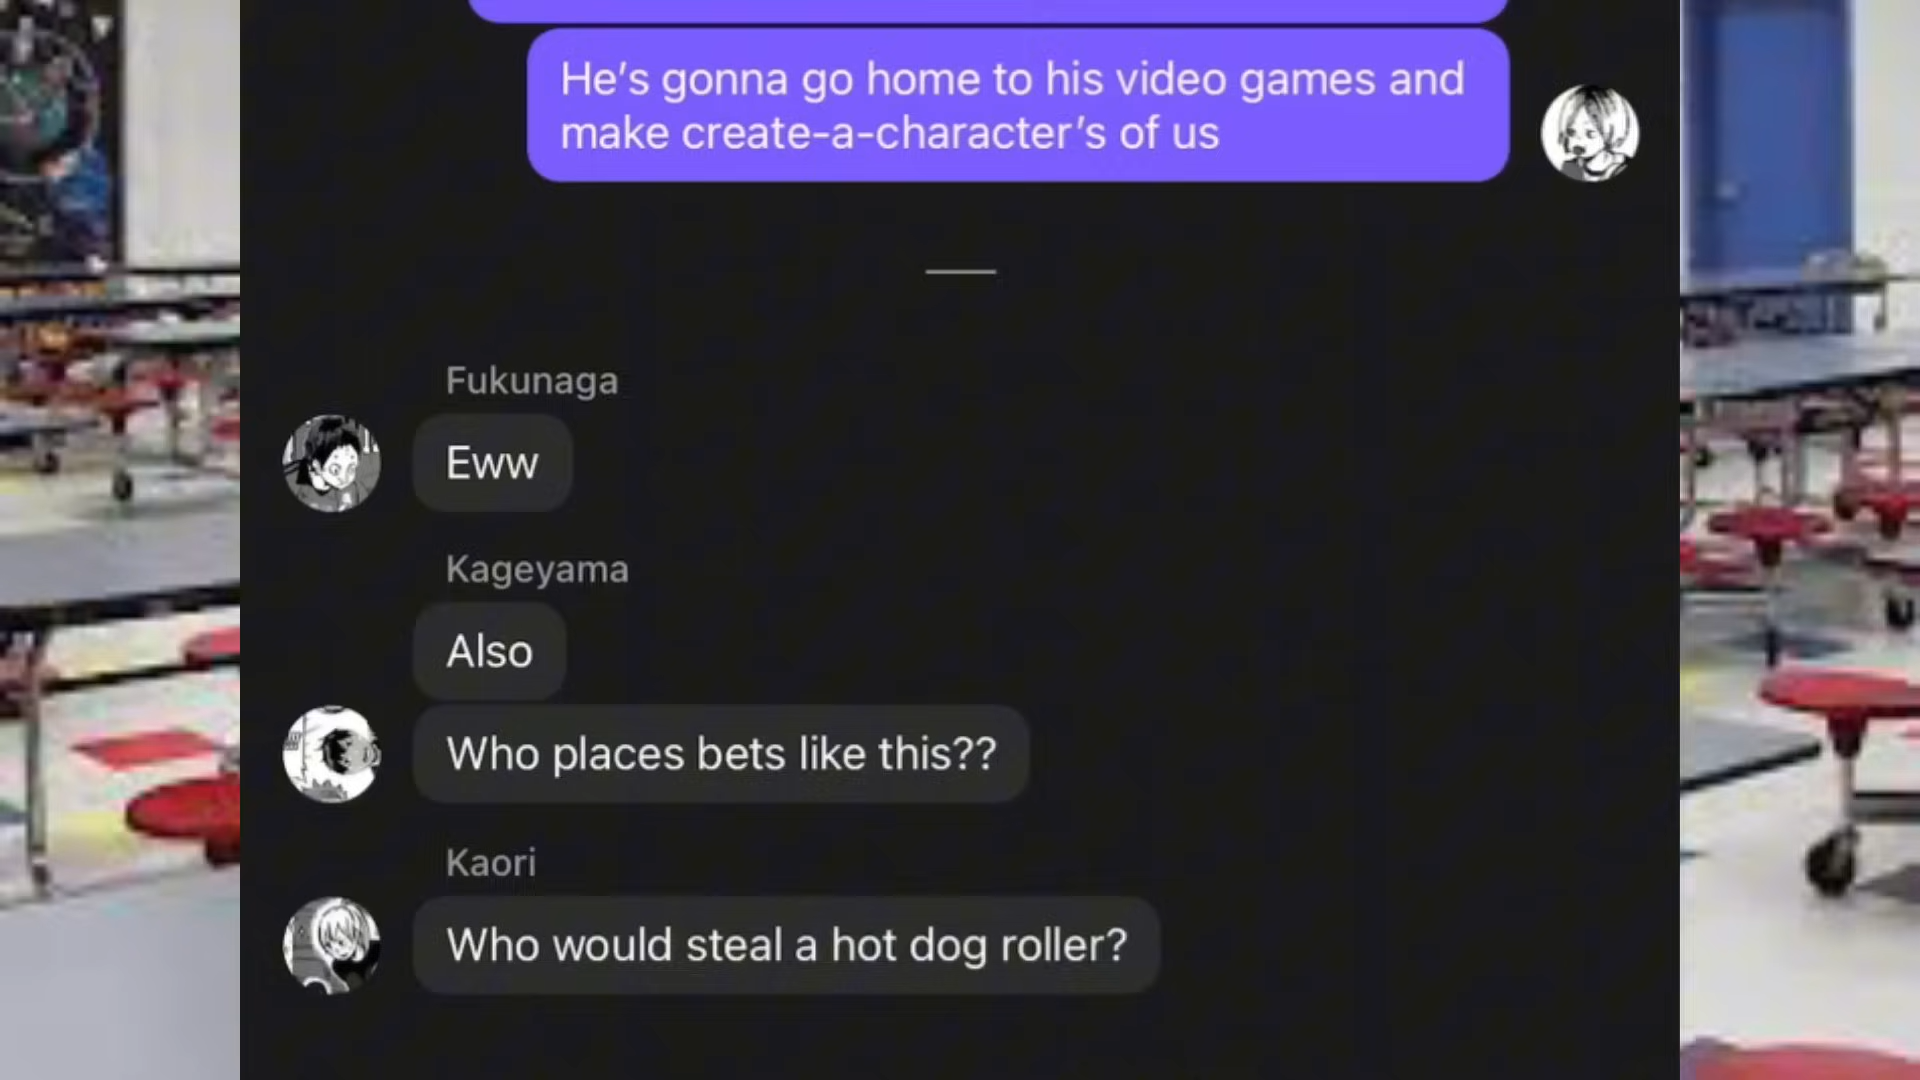 He's gonna go home to his video games and
make create-a-character's of us
Fukunaga
Eww
Kageyama
Also
Who places bets like this??
Kaori
Who would steal a hot dog roller?